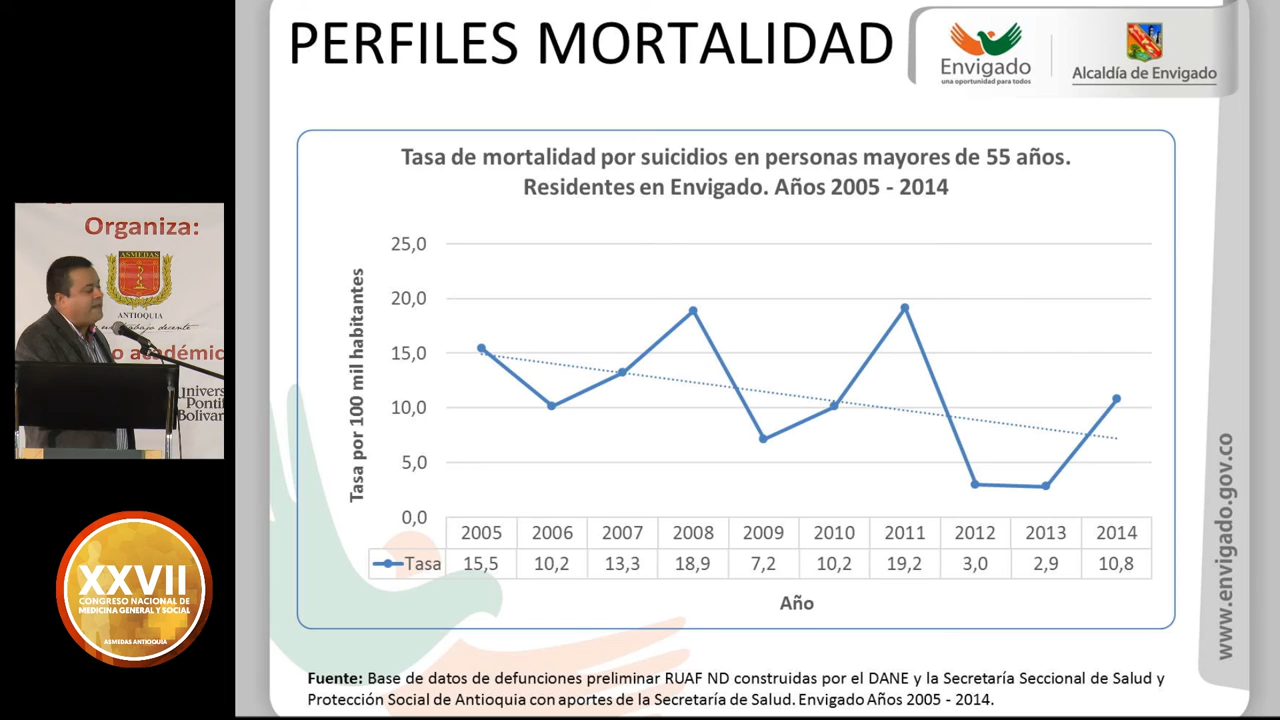 PERFILES MORTALIDAD
Envigado
una oportunidad para todos
Alcaldía de Envigado
Tasa de mortalidad por suicidios en personas mayores de 55 años.
Residentes en Envigado. Años 2005 - 2014
Tasa por 100 mil habitantes
25,0
20,0
15,0
10,0
5,0
0,0
2005 2006 2007 2008 2009 2010 2011 2012 2013 2014
Tasa 15,5 10,2 13,3 18,9 7,2 10,2 19,2 3,0 2,9 10,8
Año
Fuente: Base de datos de defunciones preliminar RUAF ND construidas por el DANE y la Secretaría Seccional de Salud y
Protección Social de Antioquia con aportes de la Secretaría de Salud. Envigado Años 2005 - 2014.
www.envigado.gov.co
Organiza:
ASMEDAS
ANTIOQUIA
trabajo decente
académic
Univers
Pontif
Bolivar
XXVII
CONGRESO NACIONAL DE
MEDICINA GENERAL Y SOCIAL
ASMEDAS ANTIOQUIA